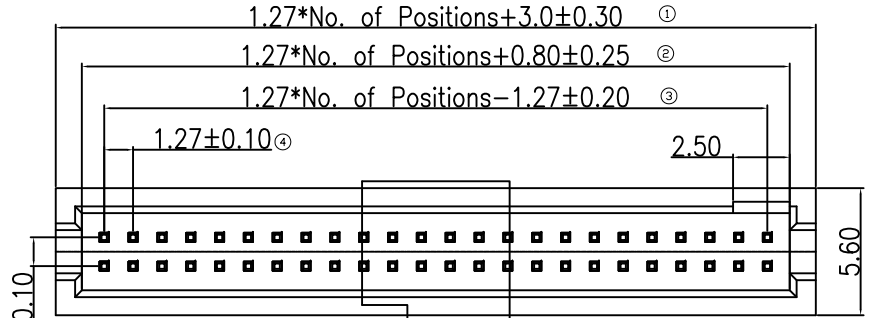 1.27*No. of Positions+3.0±0.30 ①
1.27*No. of Positions+0.80±0.25 ②
1.27*No. of Positions-1.27±0.20 ③
1.27±0.10④
2.50
5.60
0.10